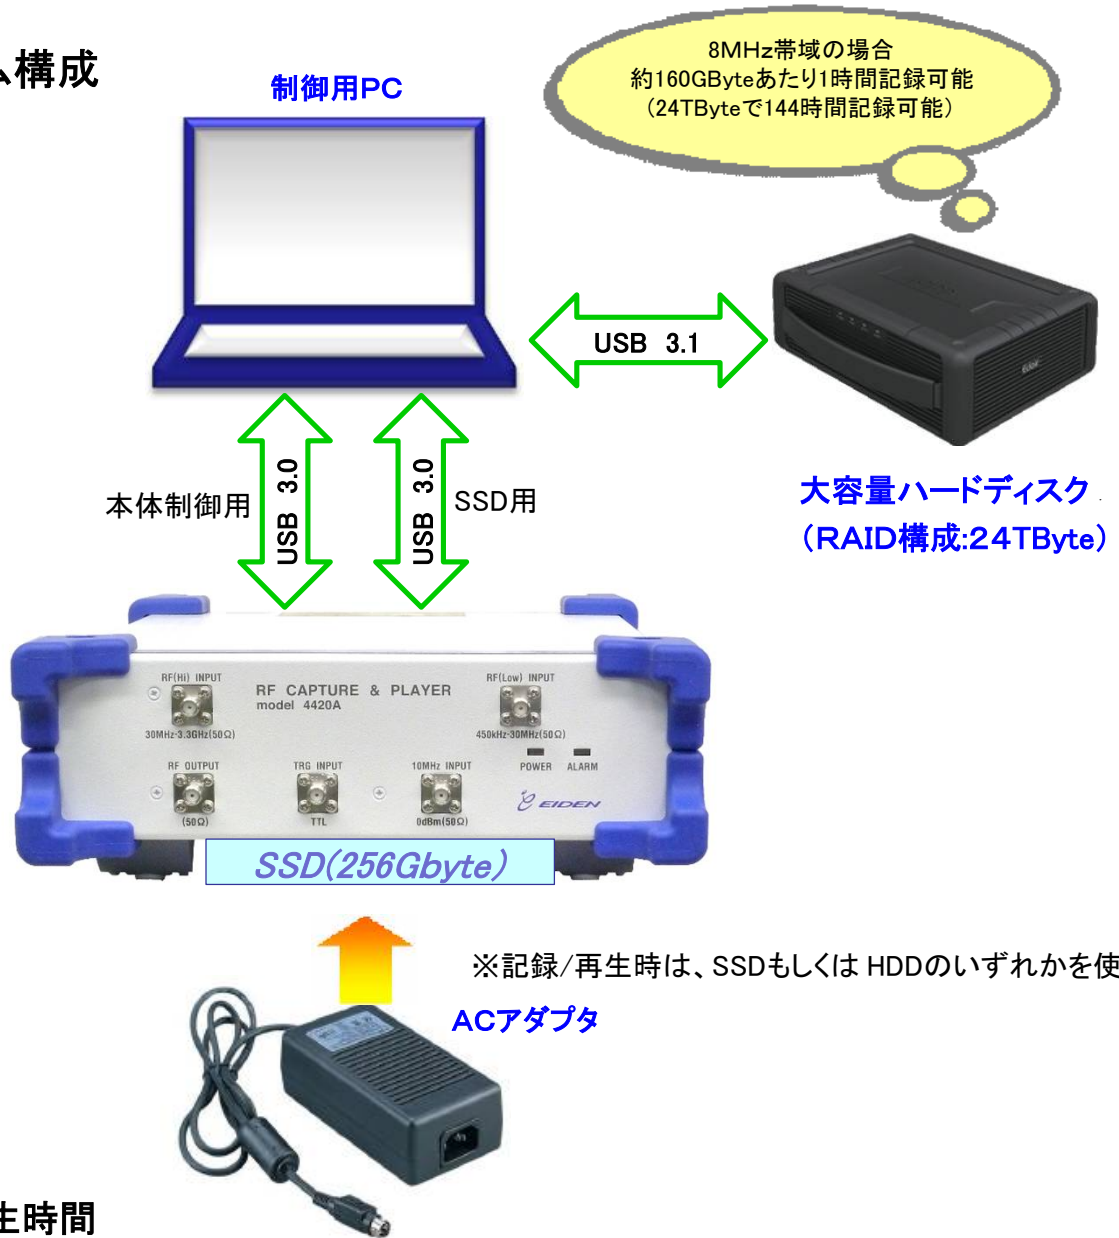 ム構成
制御用PC
8MHz帯域の場合
約160GByteあたり1時間記録可能
(24TByteで144時間記録可能)
USB 3.1
本体制御用
USB 3.0
USB 3.0
SSD用
大容量ハードディスク
(RAID構成:24TByte)
RF(Hi) INPUT
30MHz-3.3GHz(50Ω)
RF CAPTURE & PLAYER
model 4420A
RF(Low) INPUT
450kHz-30MHz(50Ω)
RF OUTPUT
(50Ω)
TRG INPUT
TTL
10MHz INPUT
0dBm(50Ω)
POWER
ALARM
EIDEN
SSD(256Gbyte)
※記録/再生時は、SSDもしくは HDDのいずれかを使
ACアダプタ
生時間